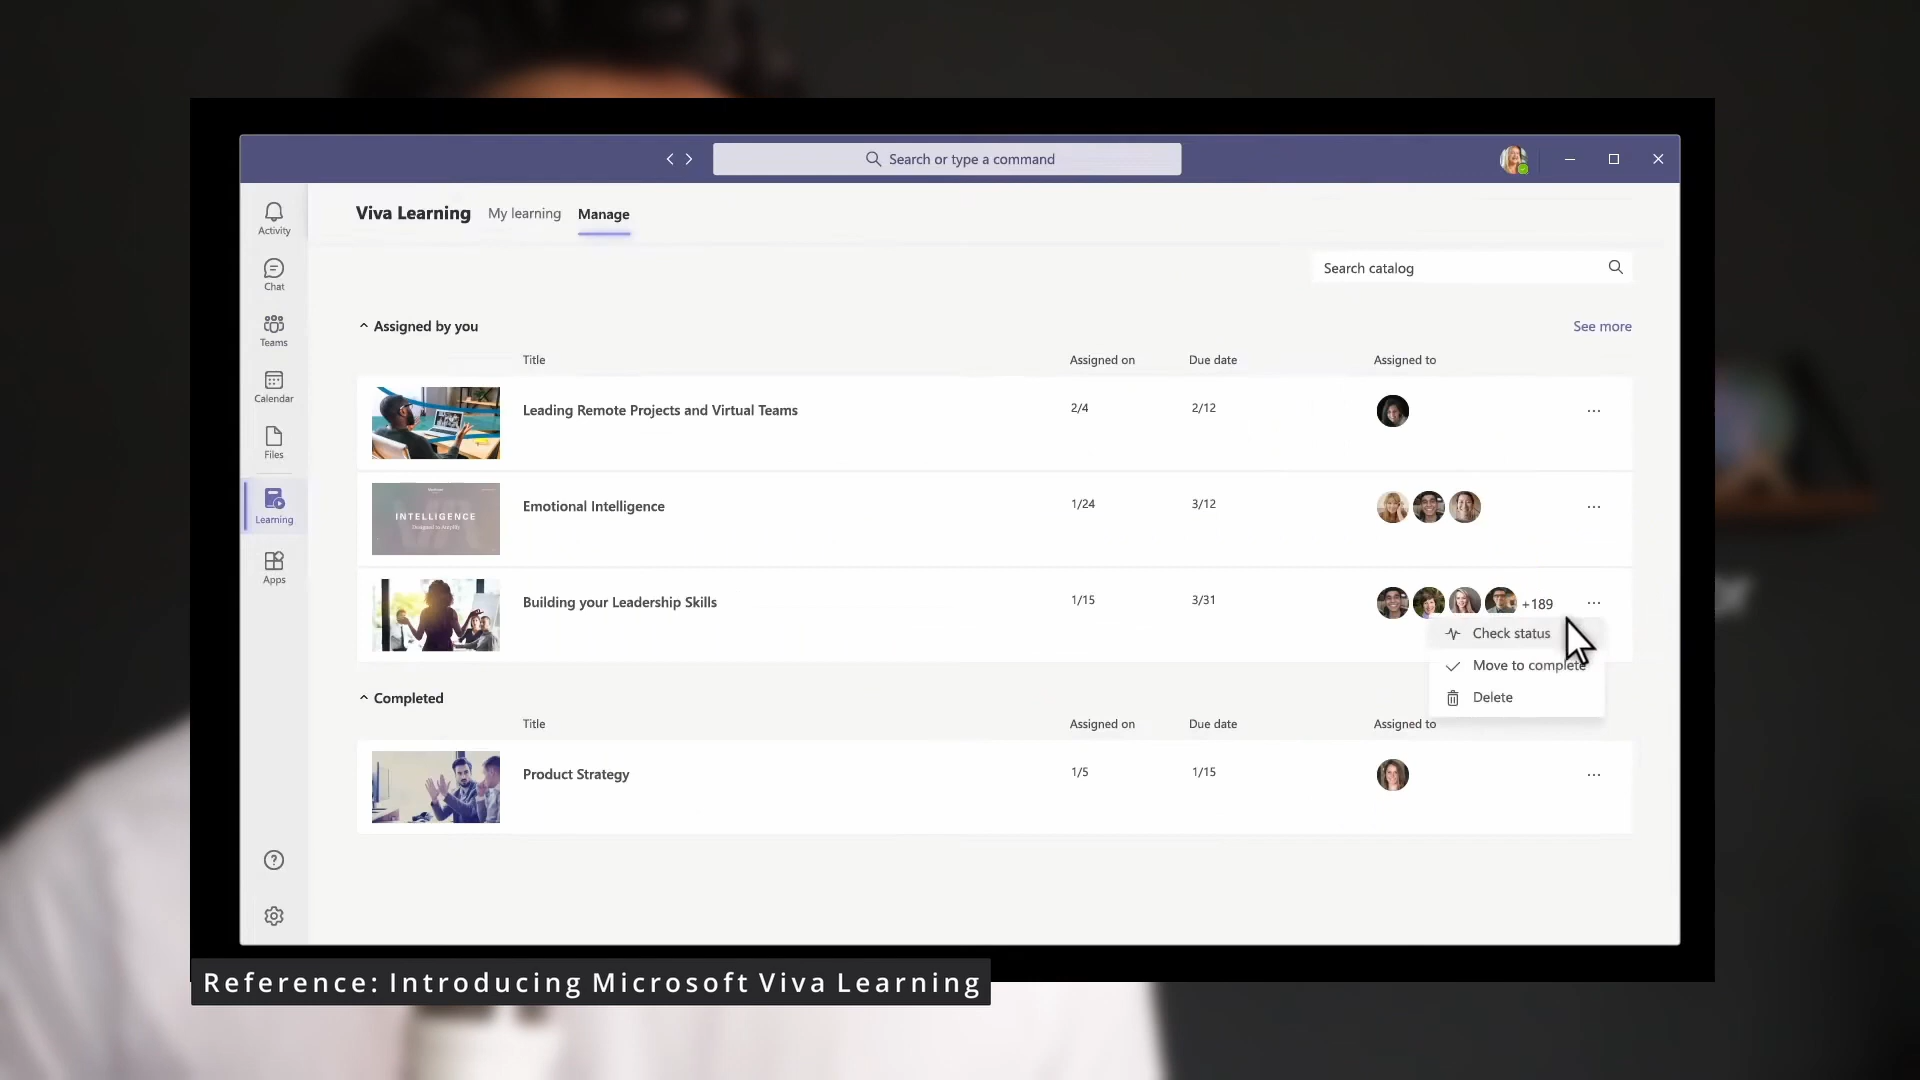 Search or type a command
Viva Learning My learning Manage
Activity
Chat
Teams
Calendar
Files
Learning
Apps
Search catalog
Assigned by you See more
Title Assigned on Due date Assigned to
Leading Remote Projects and Virtual Teams 2/4 2/12
INTELLIGENCE
Emotional Intelligence 1/24 3/12
Building your Leadership Skills 1/15 3/31 +189
Check status
Move to complete
Delete
Completed
Title Assigned on Due date Assigned to
Product Strategy 1/5 1/15
Reference: Introducing Microsoft Viva Learning